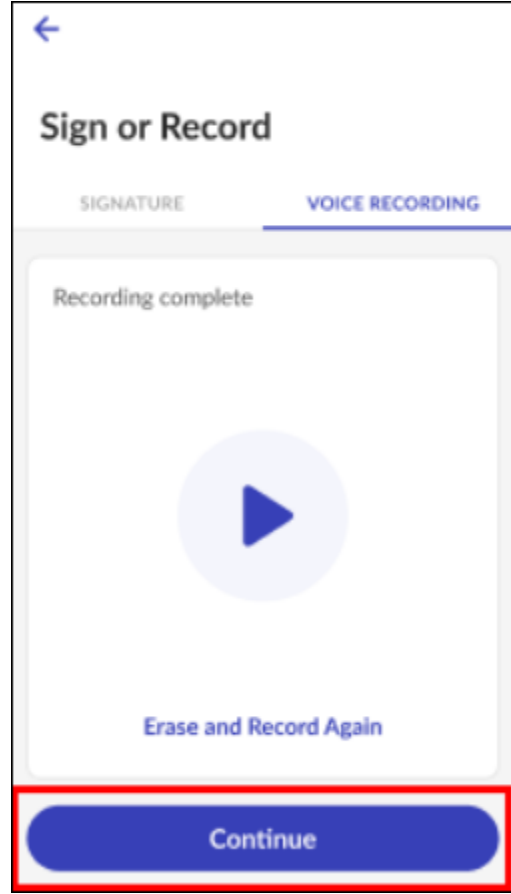 Sign or Record
SIGNATURE VOICE RECORDING
Recording complete
Erase and Record Again
Continue